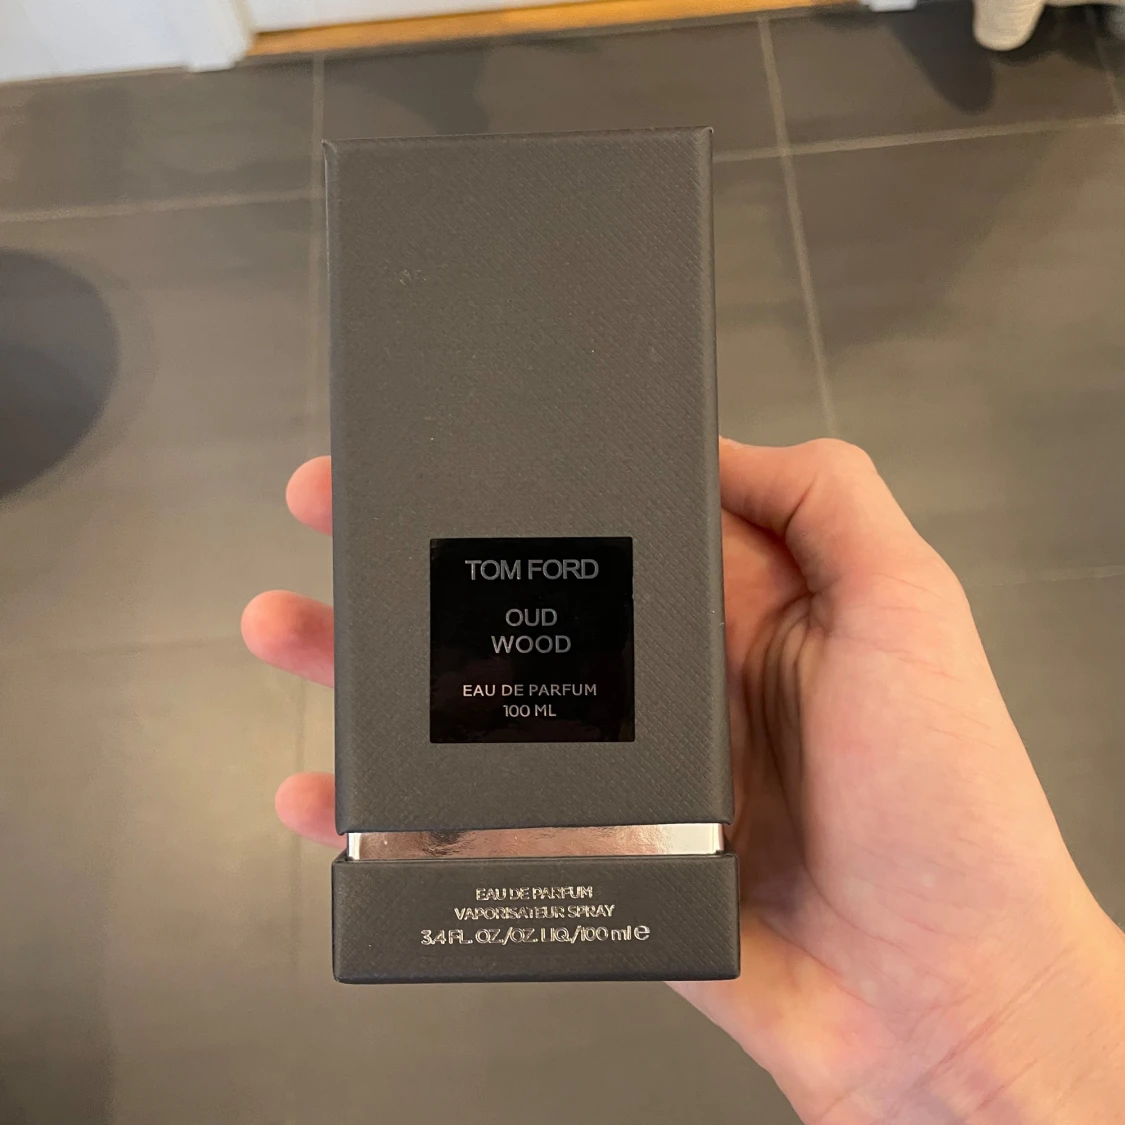 TOM FORD
OUD
WOOD
EAU DE PARFUM
100 ML
EAU DE PARFUM
VAPORISATEUR SPRAY
3.4 FL. OZ./OZ. LIQ./100 ml e